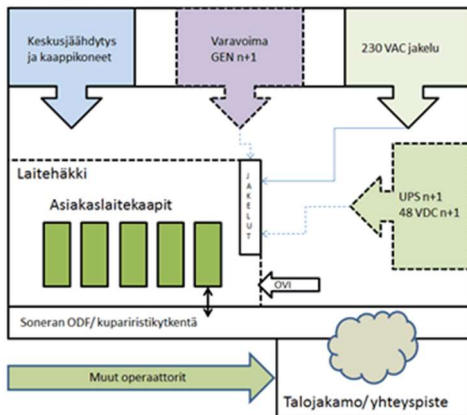 Keskusjäähdytys
ja kaappikoneet
Varavoima
GEN n+1
230 VAC jakelu
Laitehäkki
JAKELUT
Asiakaslaitekaapit
UPS n+1
48 VDC n+1
OVI
Soneran ODF/kupariristikytkentä
Muut operaattorit
Talojakamo/yhteyspiste